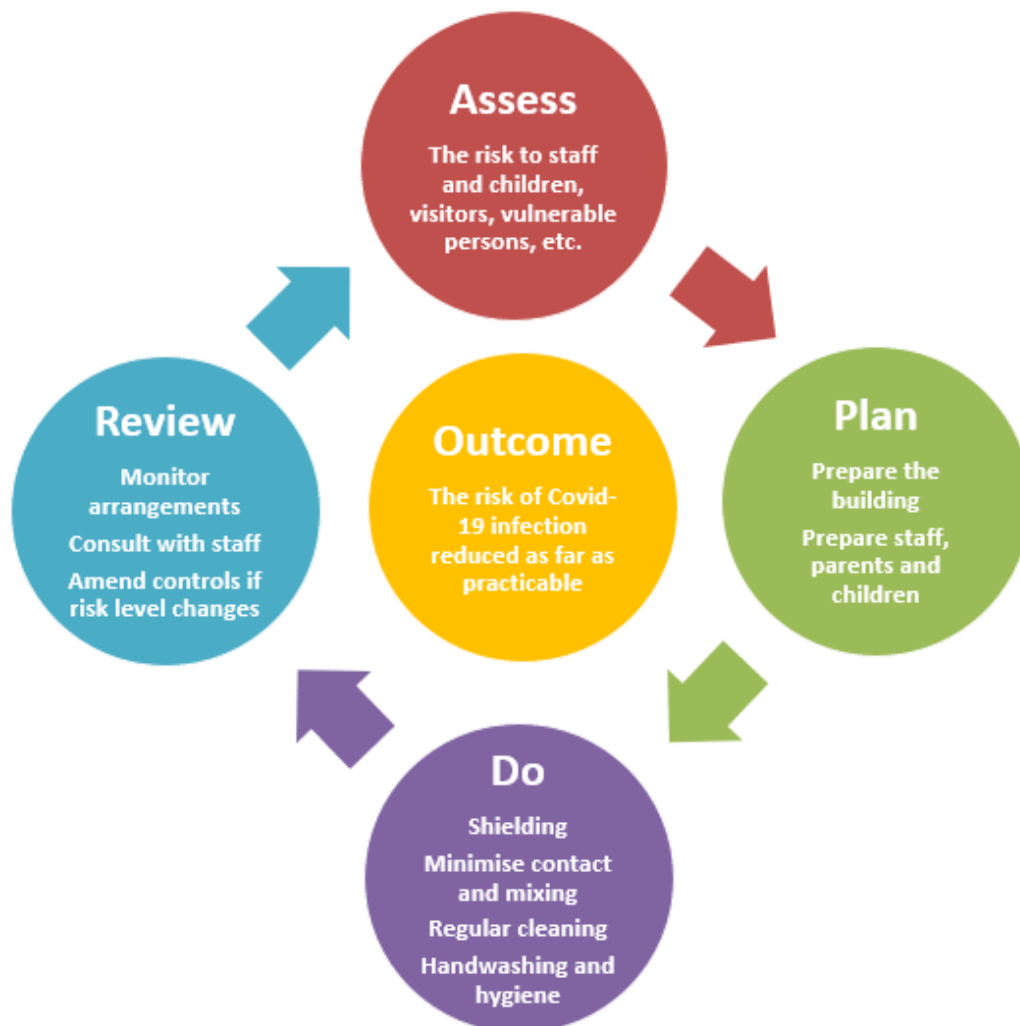 Assess
The risk to staff
and children,
visitors, vulnerable
persons, etc.
Plan
Prepare the
building
Prepare staff,
parents and
children
Do
Shielding
Minimise contact
and mixing
Regular cleaning
Handwashing and
hygiene
Review
Monitor
arrangements
Consult with staff
Amend controls if
risk level changes
Outcome
The risk of Covid-
19 infection
reduced as far as
practicable